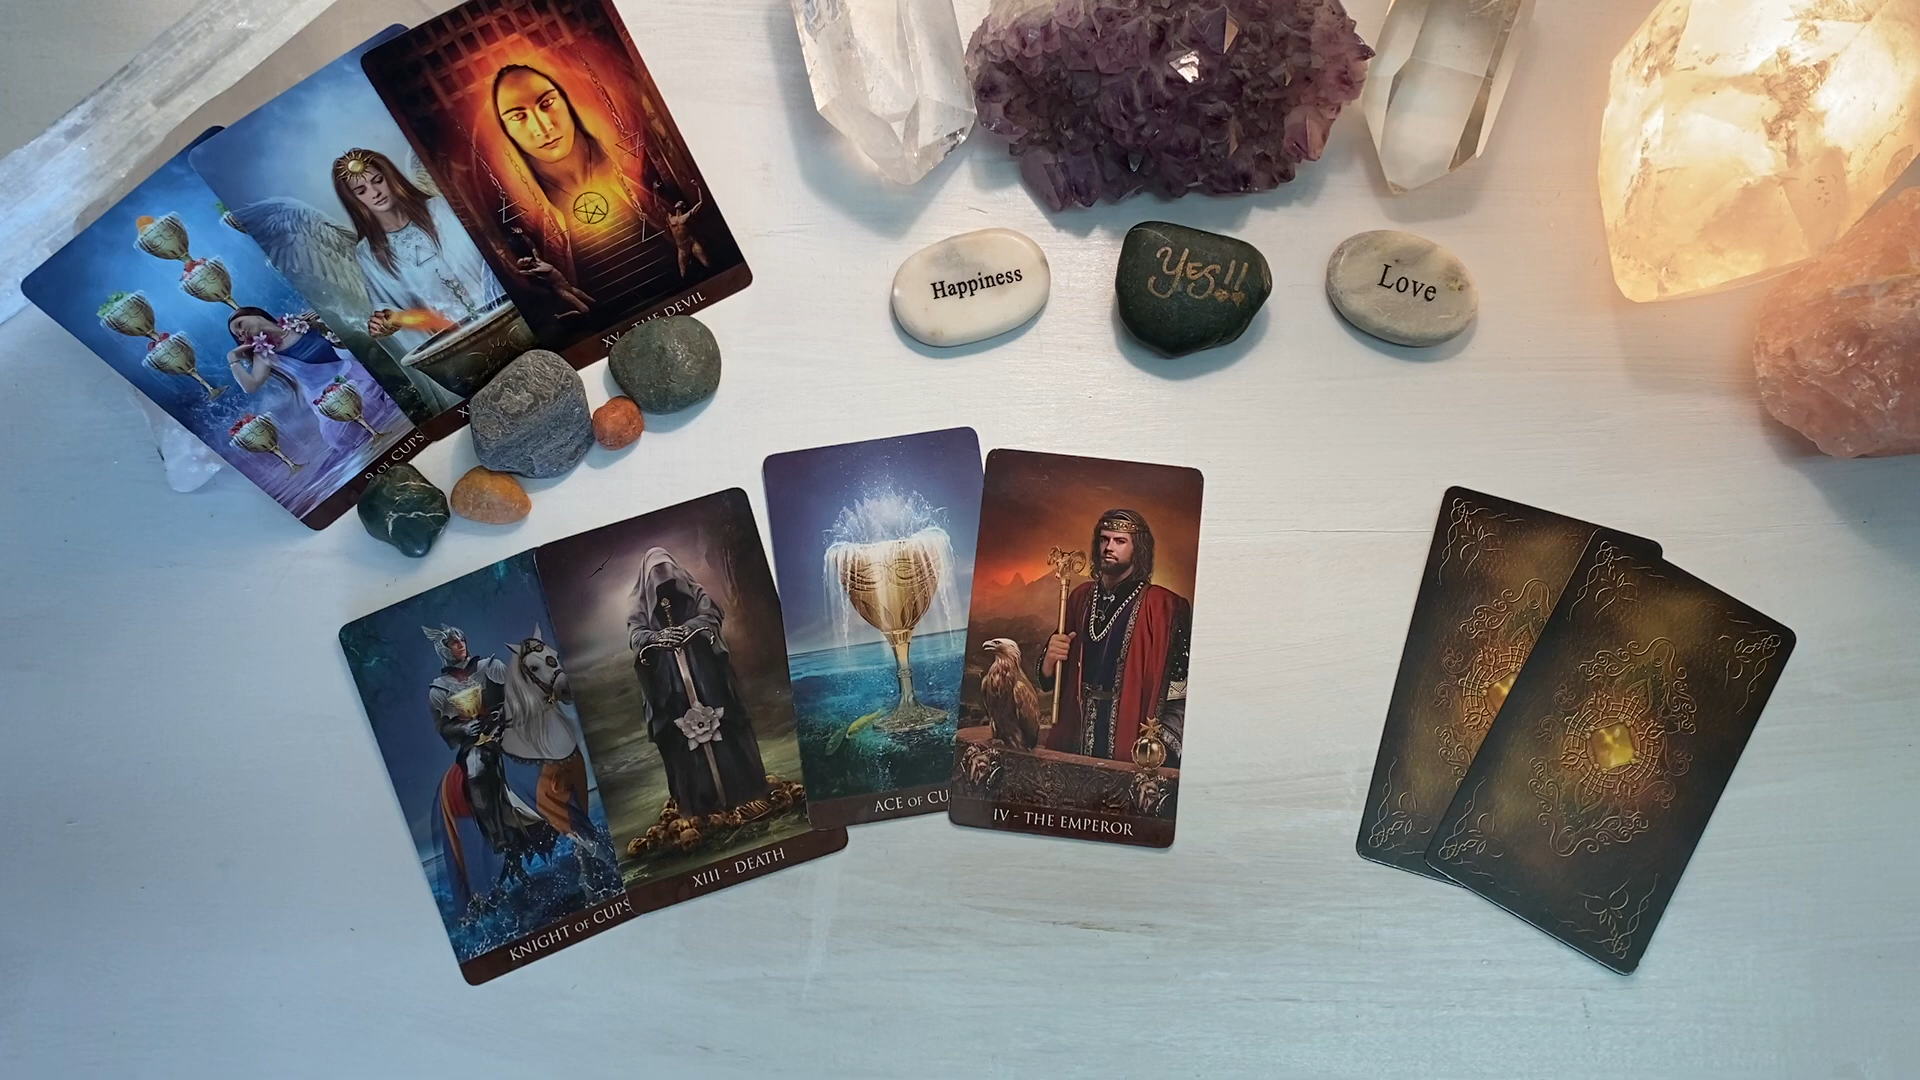 XV - THE DEVIL
9 OF CUPS
Happiness
YES!!
Love
KNIGHT OF CUPS
XIII - DEATH
ACE OF CU
IV - THE EMPEROR